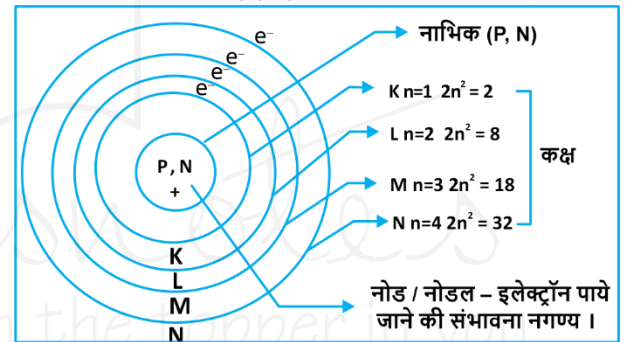 e⁻
e⁻
e⁻
e⁻
नाभिक (P, N)
K n=1 2n² = 2
L n=2 2n² = 8
कक्ष
P, N
+
M n=3 2n² = 18
N n=4 2n² = 32
K
L
M
N
नोड / नोडल – इलेक्ट्रॉन पाये
जाने की संभावना नगण्य ।